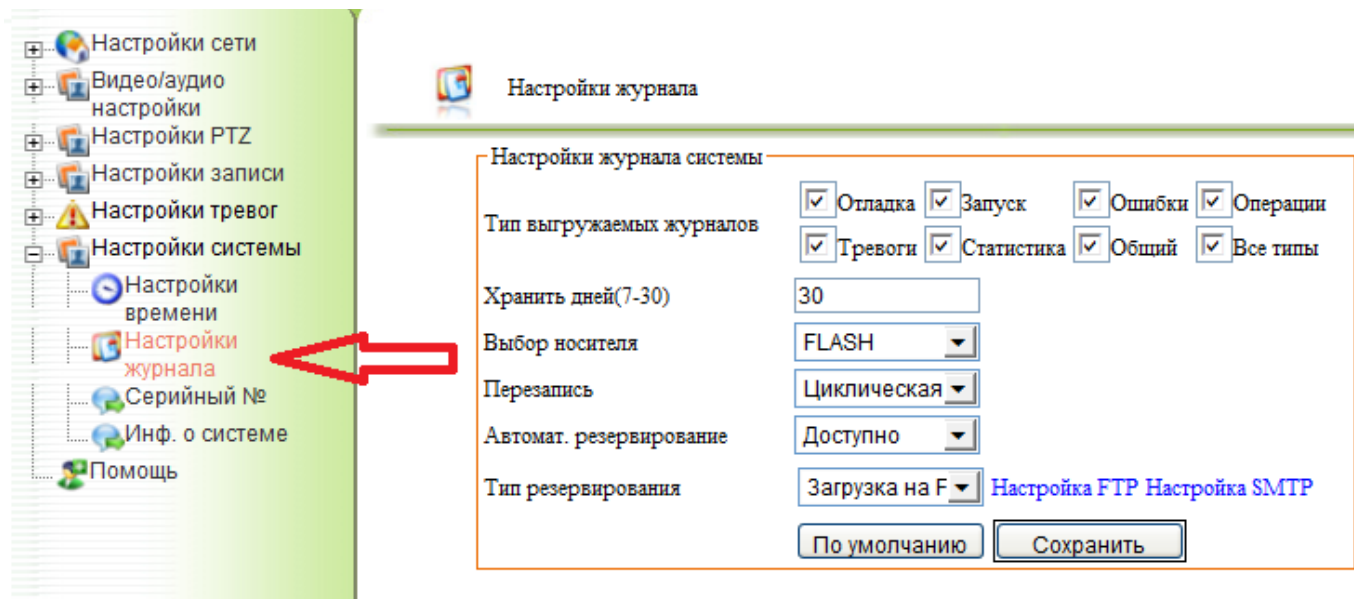 Настройки сети
Видео/аудио
настройки
Настройки PTZ
Настройки записи
Настройки тревог
Настройки системы
Настройки
времени
Настройки
журнала
Серийный №
Инф. о системе
Помощь
Настройки журнала
Настройки журнала системы
Тип выгружаемых журналов
Отладка Запуск Ошибки Операции
Тревоги Статистика Общий Все типы
Хранить дней(7-30) 30
Выбор носителя FLASH
Перезапись Циклическая
Автомат. резервирование Доступно
Тип резервирования Загрузка на F Настройка FTP Настройка SMTP
По умолчанию Сохранить